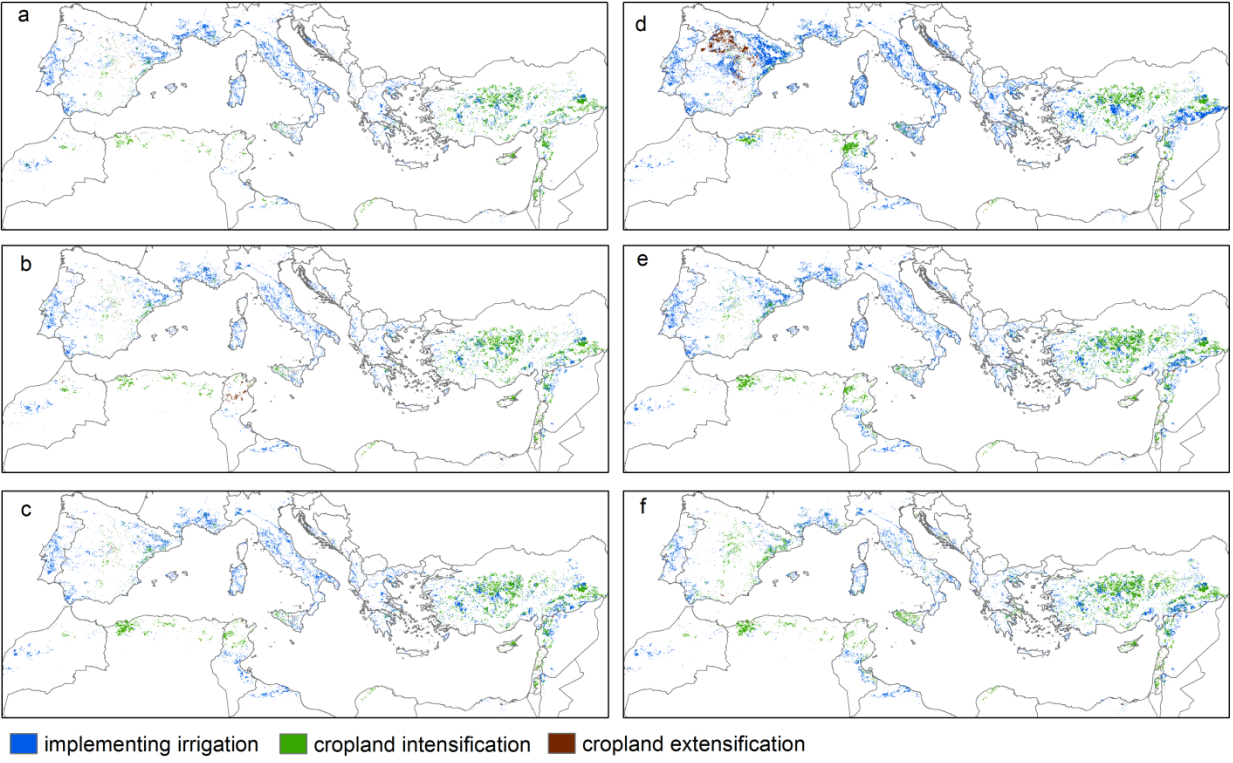 a
d
b
e
c
f
implementing irrigation cropland intensification cropland extensification